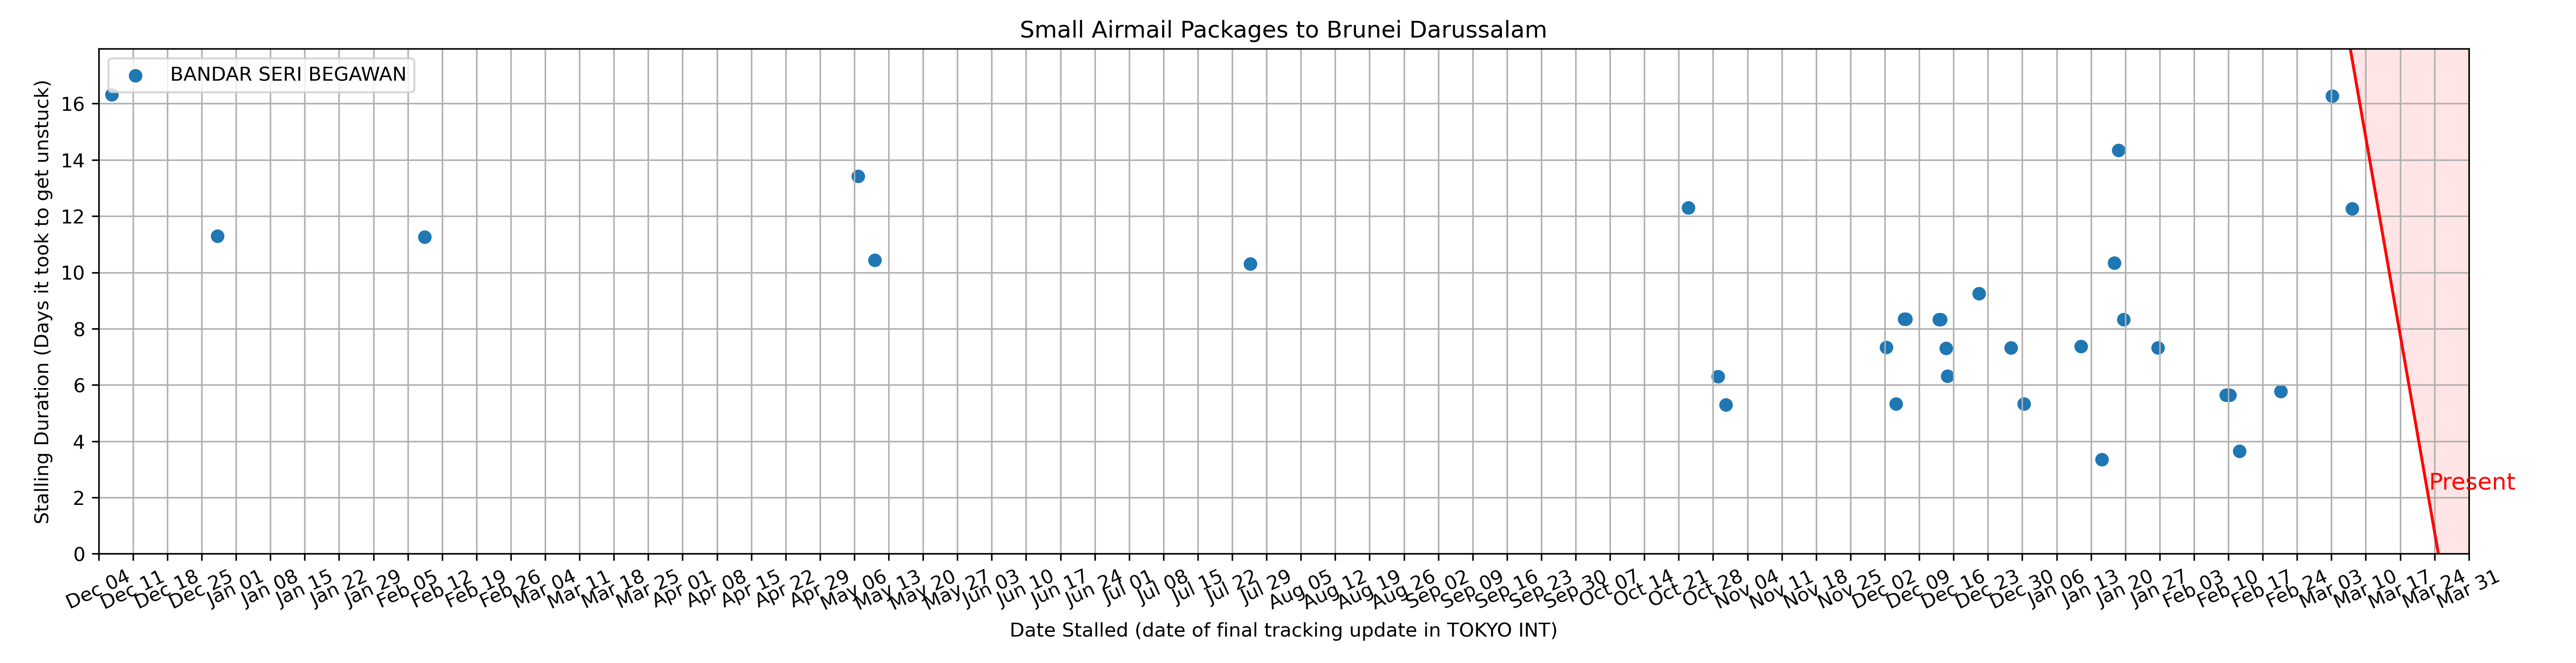 Small Airmail Packages to Brunei Darussalam
BANDAR SERI BEGAWAN
Stalling Duration (Days it took to get unstuck)
16
14
12
10
8
6
4
2
0
Present
Dec 04
Dec 11
Dec 18
Dec 25
Jan 01
Jan 08
Jan 15
Jan 22
Jan 29
Feb 05
Feb 12
Feb 19
Feb 26
Mar 04
Mar 11
Mar 18
Mar 25
Apr 01
Apr 08
Apr 15
Apr 22
Apr 29
May 06
May 13
May 20
May 27
Jun 03
Jun 10
Jun 17
Jun 24
Jul 01
Jul 08
Jul 15
Jul 22
Jul 29
Aug 05
Aug 12
Aug 19
Aug 26
Sep 02
Sep 09
Sep 16
Sep 23
Sep 30
Oct 07
Oct 14
Oct 21
Oct 28
Nov 04
Nov 11
Nov 18
Nov 25
Dec 02
Dec 09
Dec 16
Dec 23
Dec 30
Jan 06
Jan 13
Jan 20
Jan 27
Feb 03
Feb 10
Feb 17
Feb 24
Mar 03
Mar 10
Mar 17
Mar 24
Mar 31
Date Stalled (date of final tracking update in TOKYO INT)